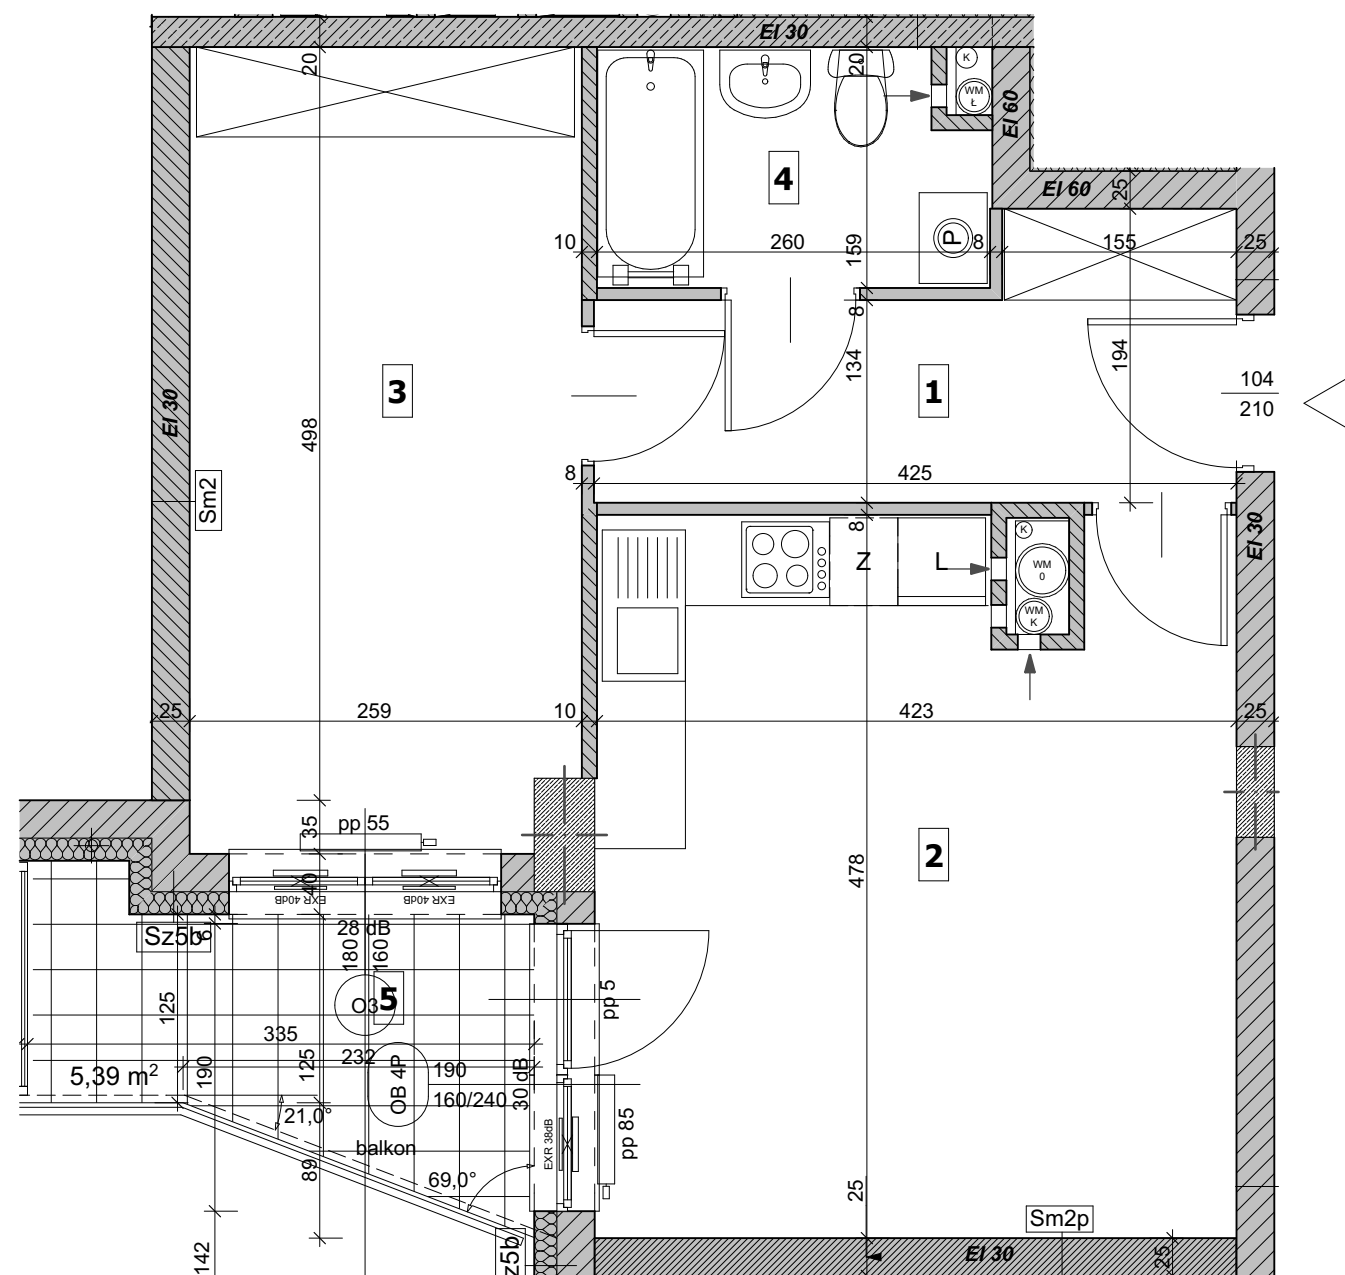 EI 30
20
20
K
WM
Ł
EI 60
4
EI 60
25
P
10
260
159
8
155
25
8
3
134
1
194
104
210
EI 30
498
Sm2
8
425
8
Z
L
K
WM
0
WM
K
EI 30
25
259
10
423
25
35
pp 55
2
478
40
EXR 40dB
EXR 40dB
Sz5b
6
28 dB
180
160
O3
5
pp 5
125
335
232
125
190
190
160/240
30 dB
5,39 m²
OB 4P
21,0°
balkon
EXR 38dB
pp 85
89
69,0°
25
Sm2p
142
z5b
EI 30
25